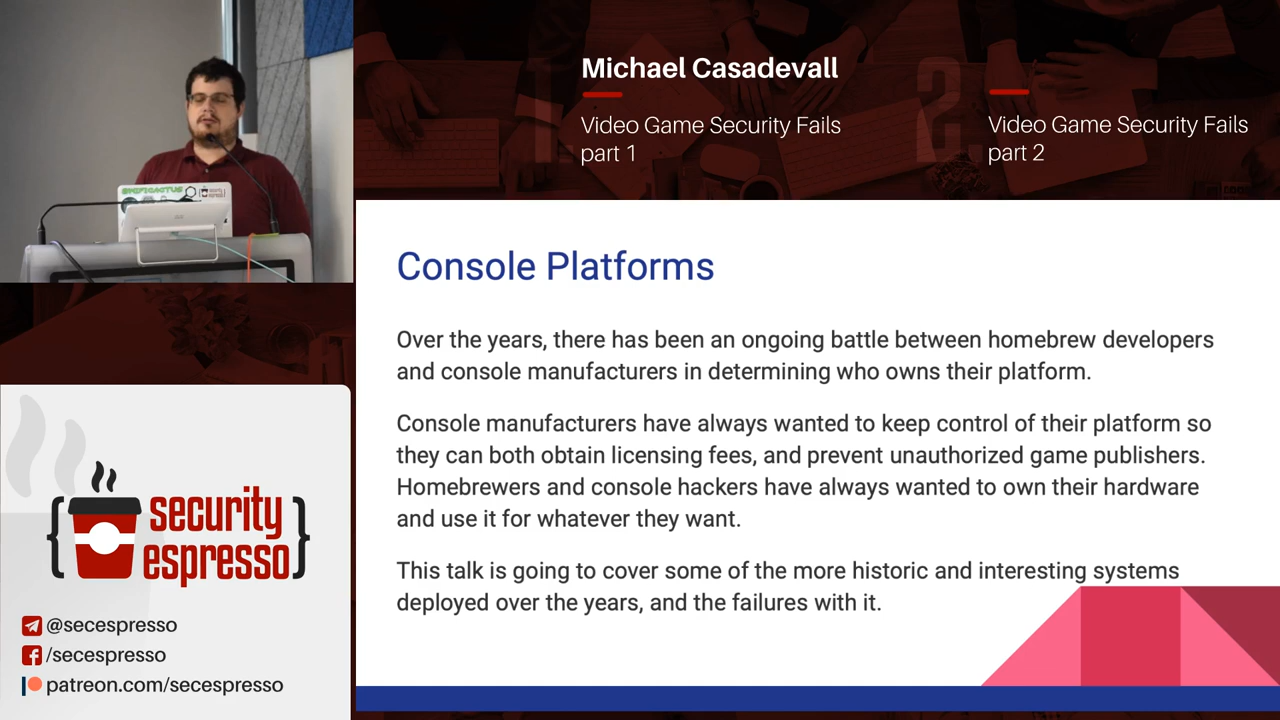 Michael Casadevall
1
Video Game Security Fails
part 1
2
Video Game Security Fails
part 2
Console Platforms
Over the years, there has been an ongoing battle between homebrew developers
and console manufacturers in determining who owns their platform.
Console manufacturers have always wanted to keep control of their platform so
they can both obtain licensing fees, and prevent unauthorized game publishers.
Homebrewers and console hackers have always wanted to own their hardware
and use it for whatever they want.
This talk is going to cover some of the more historic and interesting systems
deployed over the years, and the failures with it.
security
espresso
security
espresso
@secespresso
/secespresso
patreon.com/secespresso